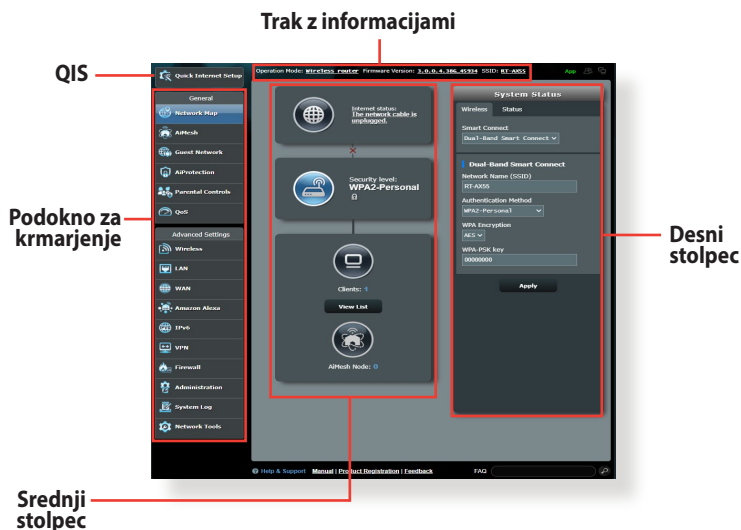 Trak z informacijami
QIS
Quick Internet Setup
Operation Mode: Wireless router Firmware Version: 3.0.0.4.386_45934 SSID: RT-AX55
App
General
Network Map
AiMesh
Guest Network
AiProtection
Parental Controls
QoS
Podokno za
krmarjenje
Advanced Settings
Wireless
LAN
WAN
Amazon Alexa
IPv6
VPN
Firewall
Administration
System Log
Network Tools
Internet status:
The network cable is
unplugged.
Security level:
WPA2-Personal
Clients: 1
View List
AiMesh Node: 0
System Status
Wireless Status
Smart Connect
Dual-Band Smart Connect
Dual-Band Smart Connect
Network Name (SSID)
RT-AX55
Authentication Method
WPA2-Personal
WPA Encryption
AES
WPA-PSK key
00000000
Apply
Desni
stolpec
Help & Support Manual | Product Registration | Feedback FAQ
Srednji
stolpec